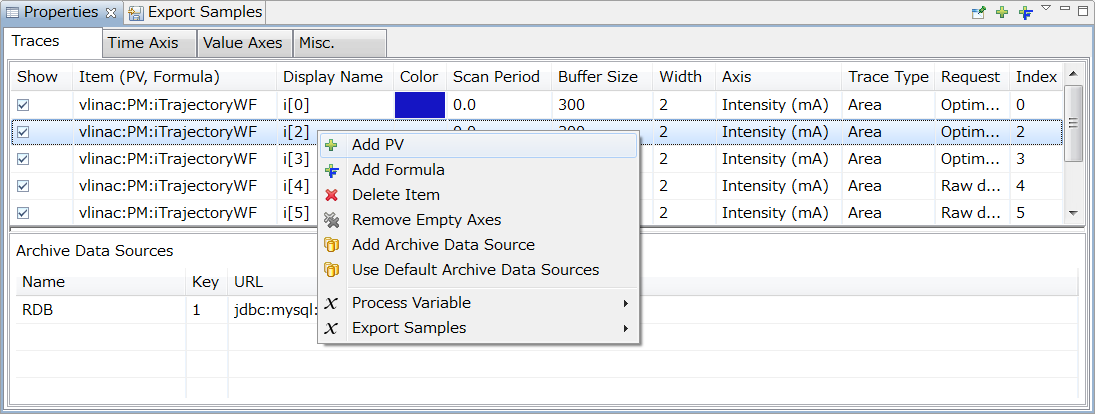 Properties Export Samples
Traces Time Axis Value Axes Misc.
Show Item (PV, Formula) Display Name Color Scan Period Buffer Size Width Axis Trace Type Request Index
vlinac:PM:iTrajectoryWF i[0] 0.0 300 2 Intensity (mA) Area Optim... 0
vlinac:PM:iTrajectoryWF i[2] 0.0 300 2 Intensity (mA) Area Optim... 2
vlinac:PM:iTrajectoryWF i[3] 2 Intensity (mA) Area Optim... 3
vlinac:PM:iTrajectoryWF i[4] 2 Intensity (mA) Area Raw d... 4
vlinac:PM:iTrajectoryWF i[5] 2 Intensity (mA) Area Raw d... 5
Add PV
Add Formula
Delete Item
Remove Empty Axes
Add Archive Data Source
Use Default Archive Data Sources
Process Variable
Export Samples
Archive Data Sources
Name Key URL
RDB 1 jdbc:mysql: